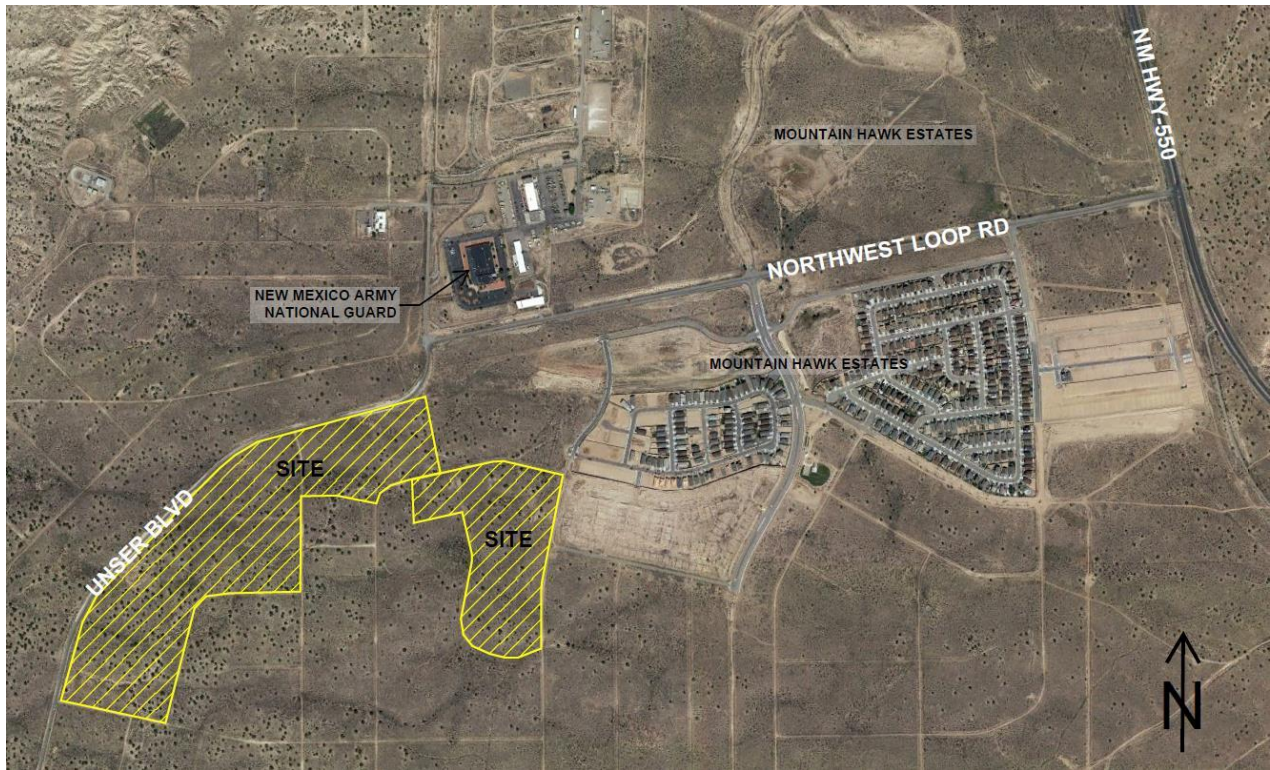 MOUNTAIN HAWK ESTATES
NM HWY-550
NORTHWEST LOOP RD
NEW MEXICO ARMY
NATIONAL GUARD
MOUNTAIN HAWK ESTATES
SITE
SITE
UNSER BLVD
N